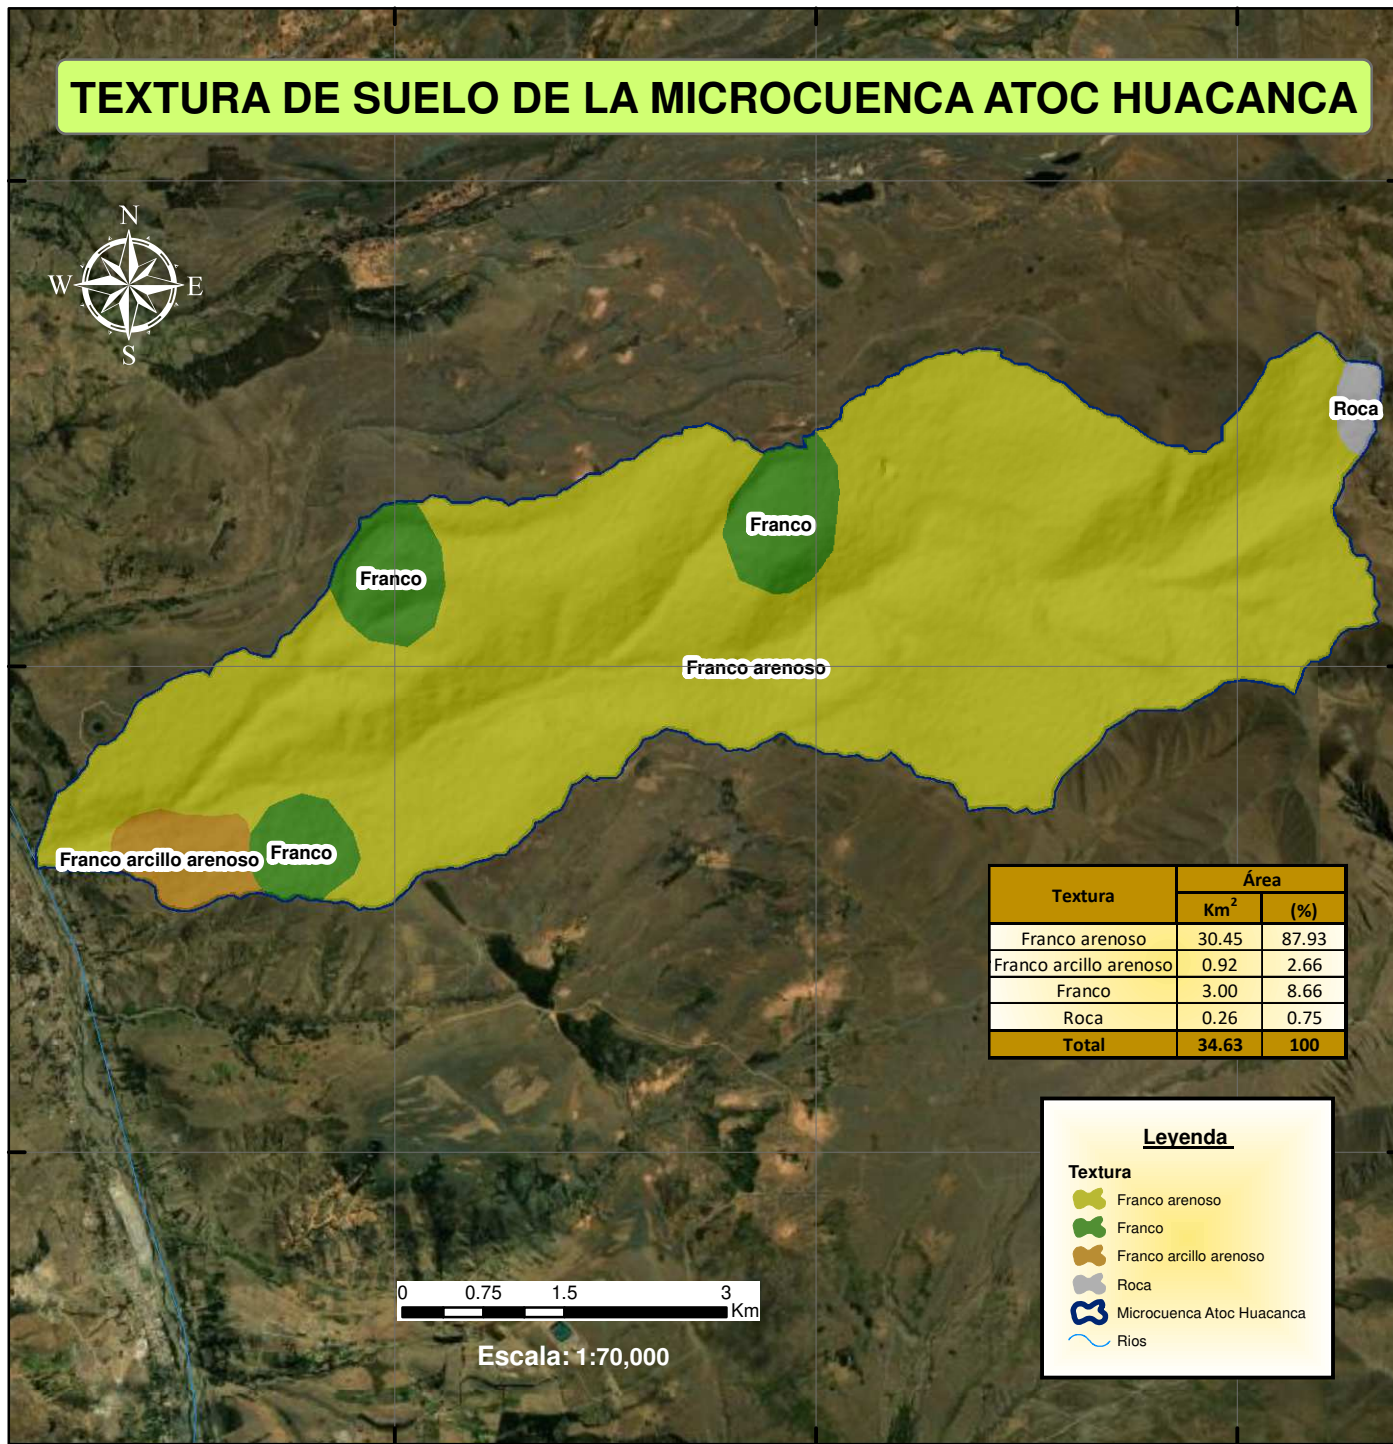 TEXTURA DE SUELO DE LA MICROCUENCA ATOC HUACANCA
N
W E
S
Roca
Franco
Franco
Franco arenoso
Franco arcillo arenoso
Franco
Textura Área
Km² (%)
Franco arenoso 30.45 87.93
Franco arcillo arenoso 0.92 2.66
Franco 3.00 8.66
Roca 0.26 0.75
Total 34.63 100
Leyenda
Textura
Franco arenoso
Franco
Franco arcillo arenoso
Roca
Microcuenca Atoc Huacanca
Rios
0 0.75 1.5 3
Km
Escala: 1:70,000